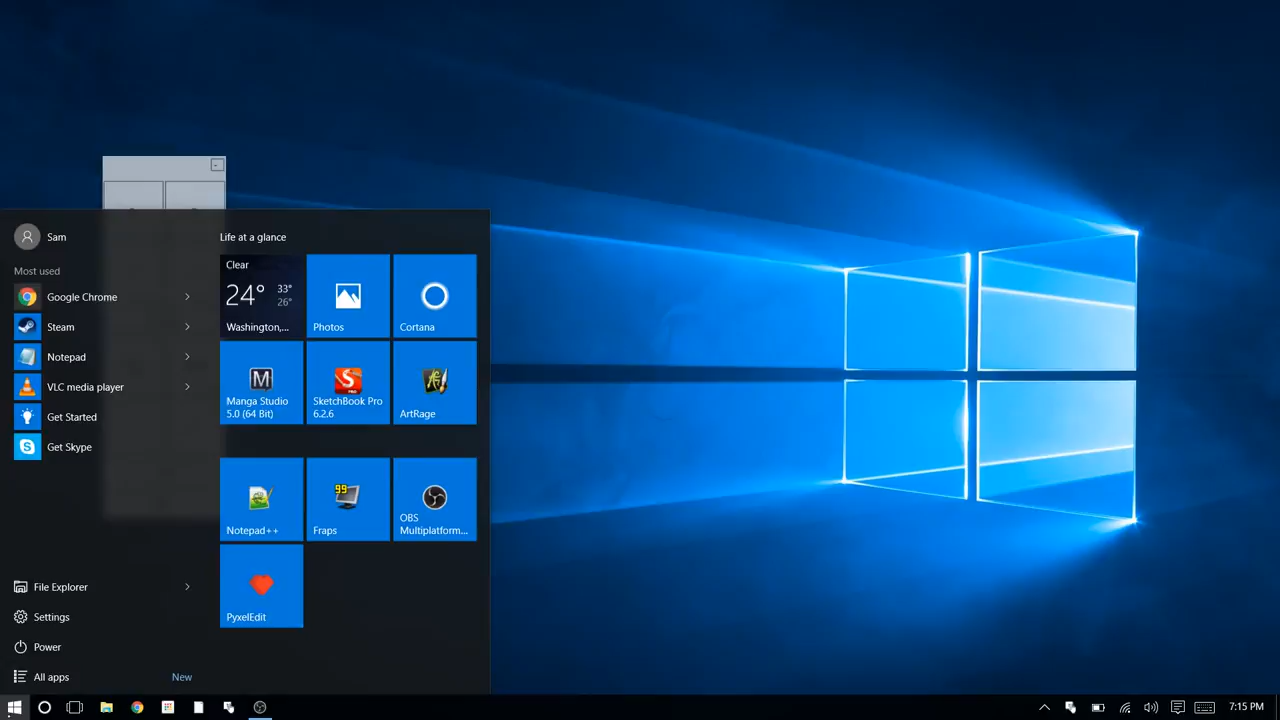 Sam
Most used
Google Chrome
Steam
Notepad
VLC media player
Get Started
Get Skype
File Explorer
Settings
Power
All apps
New
Life at a glance
Clear
24° 33°
26°
Washington,...
Photos
Cortana
M
Manga Studio
5.0 (64 Bit)
S
PRO
SketchBook Pro
6.2.6
ArtRage
Notepad++
99
Fraps
OBS
Multiplatform...
PyxelEdit
7:15 PM